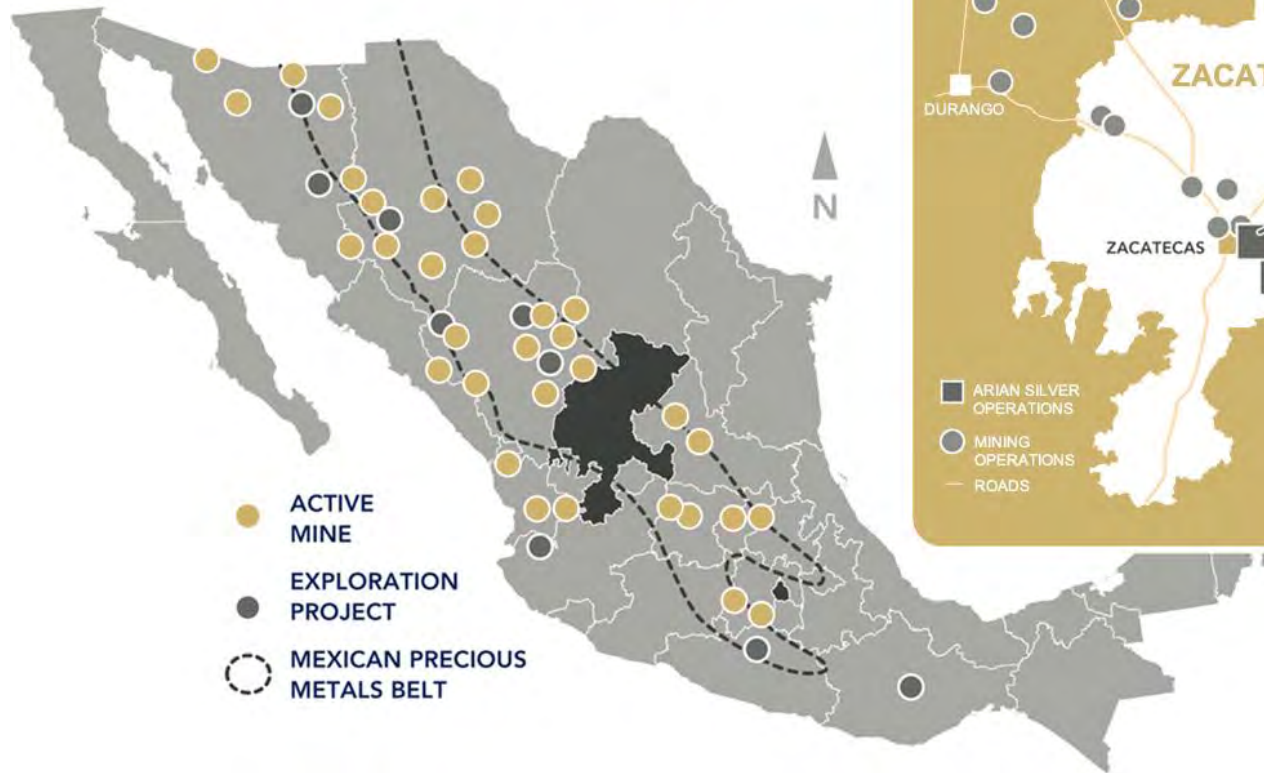 N
ACTIVE
MINE
EXPLORATION
PROJECT
MEXICAN PRECIOUS
METALS BELT
ZACAT
DURANGO
ZACATECAS
ARIAN SILVER
OPERATIONS
MINING
OPERATIONS
ROADS